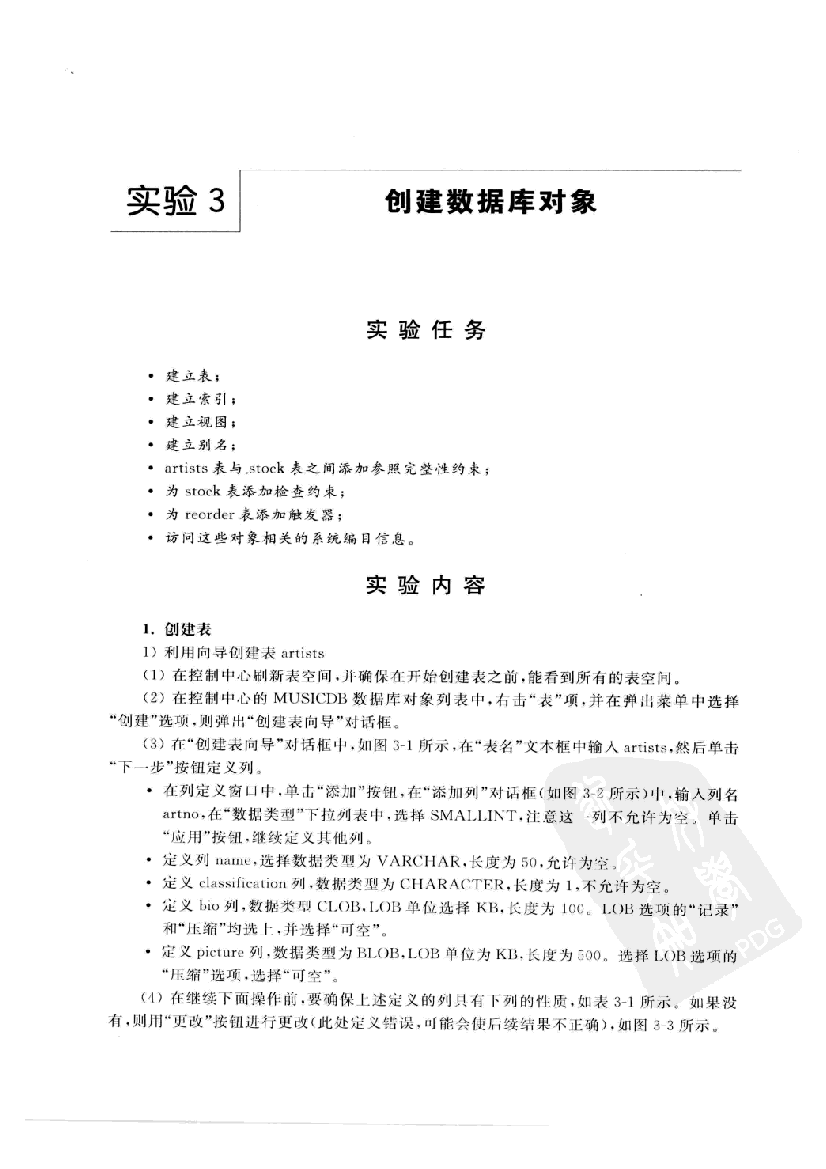 实验 3
创建数据库对象
实验任务
• 建立表；
• 建立索引；
• 建立视图；
• 建立别名；
• artists 表与 stock 表之间添加参照完整性约束；
• 为 stock 表添加检查约束；
• 为 reorder 表添加触发器；
• 访问这些对象相关的系统编目信息。
实验内容
1. 创建表
1) 利用向导创建表 artists
(1) 在控制中心刷新表空间,并确保在开始创建表之前,能看到所有的表空间。
(2) 在控制中心的 MUSICDB 数据库对象列表中,右击“表”项,并在弹出菜单中选择
“创建”选项,则弹出“创建表向导”对话框。
(3) 在“创建表向导”对话框中,如图 3-1 所示,在“表名”文本框中输入 artists,然后单击
“下一步”按钮定义列。
• 在列定义窗口中,单击“添加”按钮,在“添加列”对话框(如图 3-2 所示)中,输入列名
artno,在“数据类型”下拉列表中,选择 SMALLINT,注意这一列不允许为空。单击
“应用”按钮,继续定义其他列。
• 定义列 name,选择数据类型为 VARCHAR,长度为 50,允许为空。
• 定义 classification 列,数据类型为 CHARACTER,长度为 1,不允许为空。
• 定义 bio 列,数据类型 CLOB,LOB 单位选择 KB,长度为 100。LOB 选项的“记录”
和“压缩”均选上,并选择“可空”。
• 定义 picture 列,数据类型为 BLOB,LOB 单位为 KB,长度为 500。选择 LOB 选项的
“压缩”选项,选择“可空”。
(4) 在继续下面操作前,要确保上述定义的列具有下列的性质,如表 3-1 所示。如果没
有,则用“更改”按钮进行更改(此处定义错误,可能会使后续结果不正确),如图 3-3 所示。
PDG